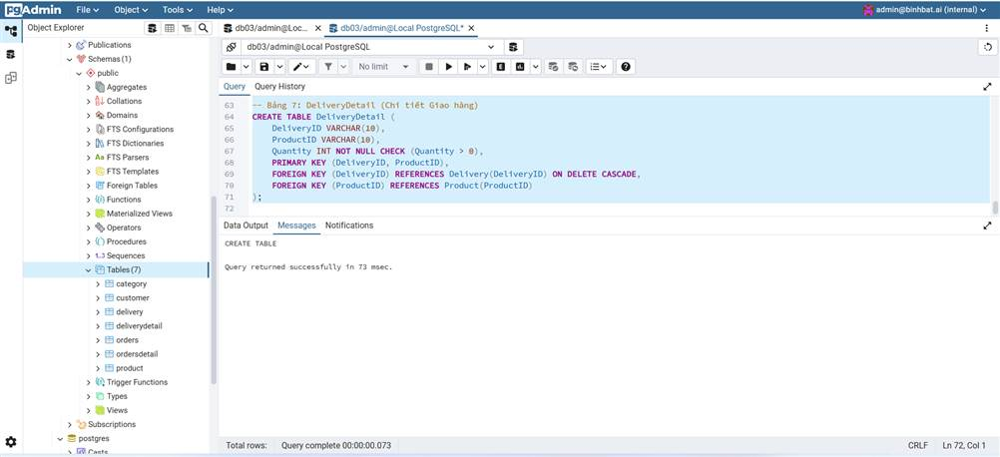 pgAdmin File Object Tools Help admin@binhbat.ai (internal)
Object Explorer
db03/admin@Loc...
db03/admin@Local PostgreSQL*
db03/admin@Local PostgreSQL
No limit
Query Query History
Publications
Schemas (1)
public
Aggregates
Collations
Domains
FTS Configurations
FTS Dictionaries
FTS Parsers
FTS Templates
Foreign Tables
Functions
Materialized Views
Operators
Procedures
Sequences
Tables (7)
category
customer
delivery
deliverydetail
orders
ordersdetail
product
Trigger Functions
Types
Views
Subscriptions
postgres
Casts
63 -- Bảng 7: DeliveryDetail (Chi tiết Giao hàng)
64 CREATE TABLE DeliveryDetail (
65 DeliveryID VARCHAR(10),
66 ProductID VARCHAR(10),
67 Quantity INT NOT NULL CHECK (Quantity > 0),
68 PRIMARY KEY (DeliveryID, ProductID),
69 FOREIGN KEY (DeliveryID) REFERENCES Delivery(DeliveryID) ON DELETE CASCADE,
70 FOREIGN KEY (ProductID) REFERENCES Product(ProductID)
71 );
72
Data Output Messages Notifications
CREATE TABLE
Query returned successfully in 73 msec.
Total rows: Query complete 00:00:00.073 CRLF Ln 72, Col 1